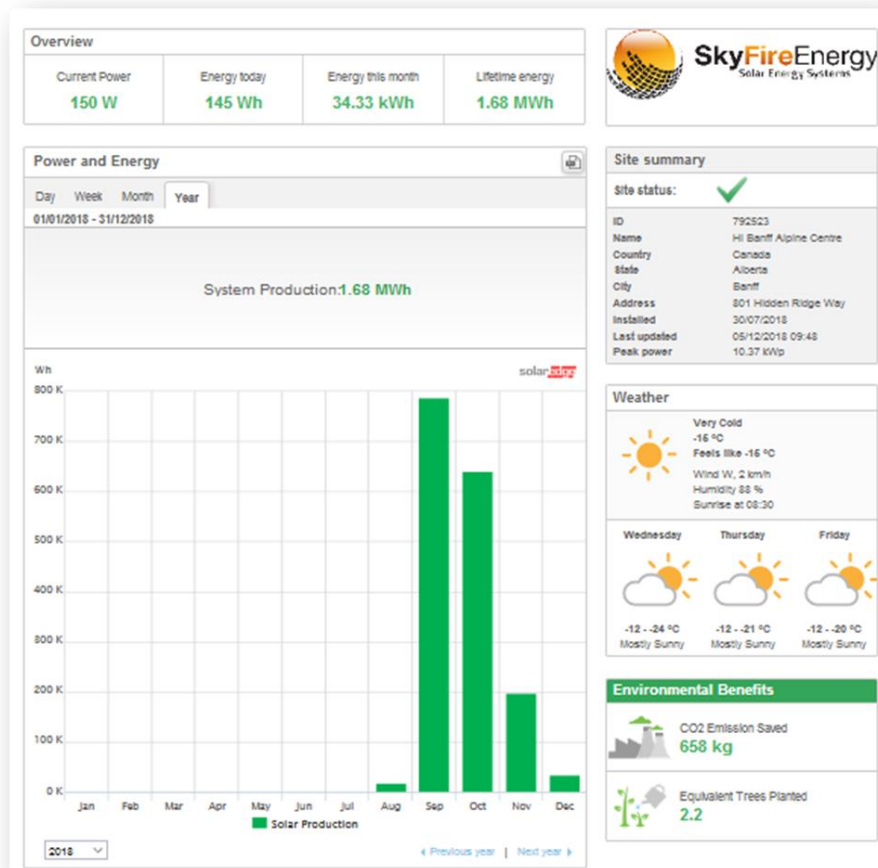 Overview
Current Power
150 W
Energy today
145 Wh
Energy this month
34.33 kWh
Lifetime energy
1.68 MWh
SkyFireEnergy
Solar Energy Systems
Power and Energy
Day Week Month Year
01/01/2018 - 31/12/2018
System Production:1.68 MWh
Wh
solaredge
800 K
700 K
600 K
500 K
400 K
300 K
200 K
100 K
0 K
Jan Feb Mar Apr May Jun Jul Aug Sep Oct Nov Dec
Solar Production
2018
Previous year | Next year
Site summary
Site status:
ID 792523
Name HI Banff Alpine Centre
Country Canada
State Alberta
City Banff
Address 801 Hidden Ridge Way
Installed 30/07/2018
Last updated 05/12/2018 09:48
Peak power 10.37 kWp
Weather
Very Cold
-16 ºC
Feels like -16 ºC
Wind W, 2 km/h
Humidity 88 %
Sunrise at 08:30
Wednesday Thursday Friday
-12 - -24 ºC -12 - -21 ºC -12 - -20 ºC
Mostly Sunny Mostly Sunny Mostly Sunny
Environmental Benefits
CO2 Emission Saved
658 kg
Equivalent Trees Planted
2.2